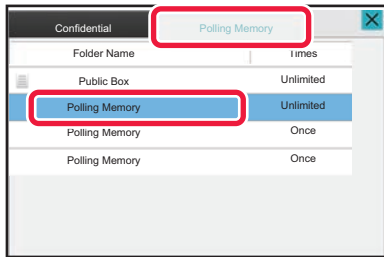 Confidential Polling Memory
Folder Name Times
Public Box Unlimited
Polling Memory Unlimited
Polling Memory Once
Polling Memory Once